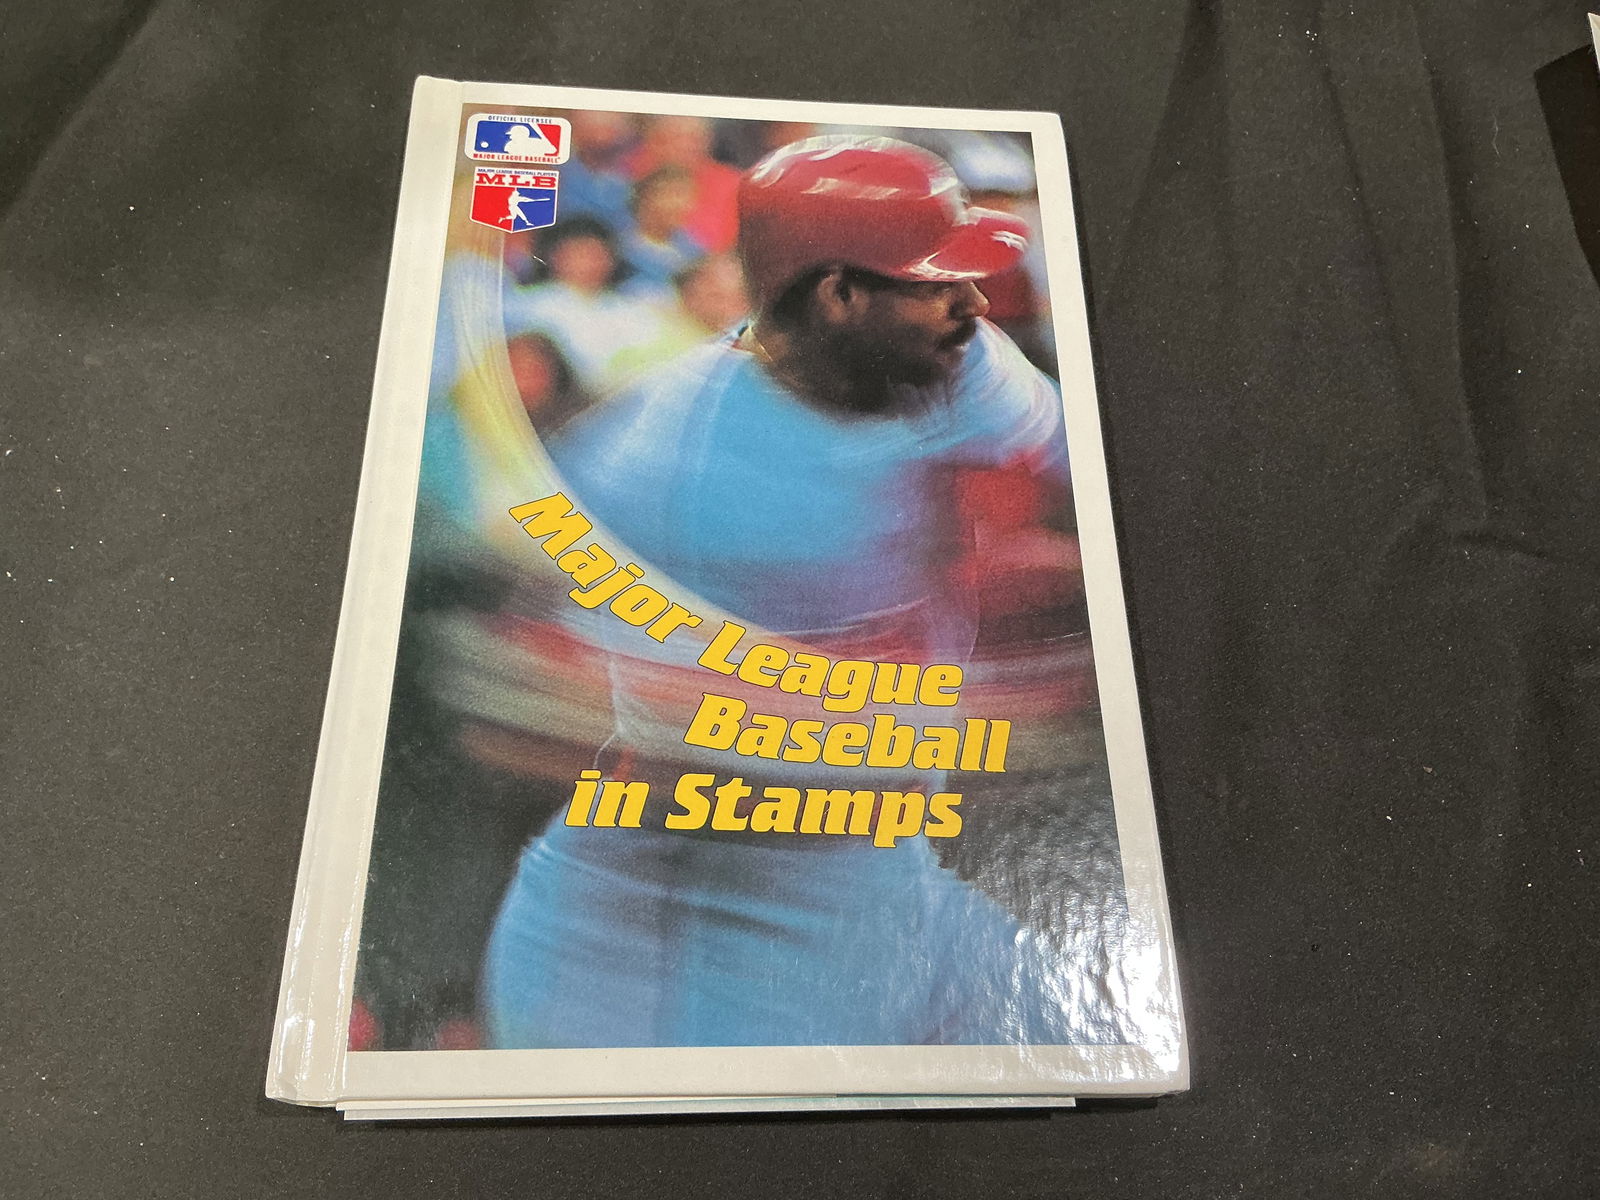 OFFICIAL LICENSEE
MAJOR LEAGUE BASEBALL
MAJOR LEAGUE BASEBALL PLAYERS
MLB
Major League
Baseball
in Stamps